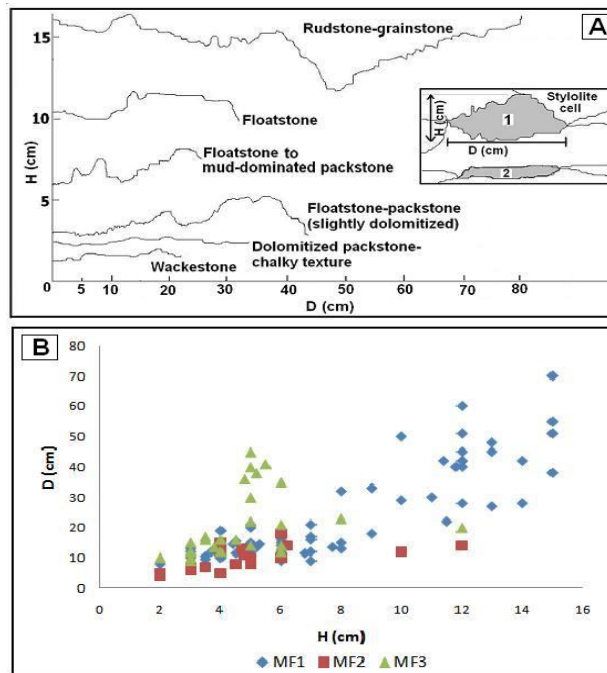 A
15
10
5
0
H (cm)
Rudstone-grainstone
Floatstone
Floatstone to
mud-dominated packstone
Floatstone-packstone
(slightly dolomitized)
Dolomitized packstone-
chalky texture
Wackestone
Stylolite
cell
H (cm)
1
D (cm)
2
0 5 10 20 30 40 50 60 70 80
D (cm)
B
80
70
60
50
40
30
20
10
0
D (cm)
0 2 4 6 8 10 12 14 16
H (cm)
MF1 MF2 MF3